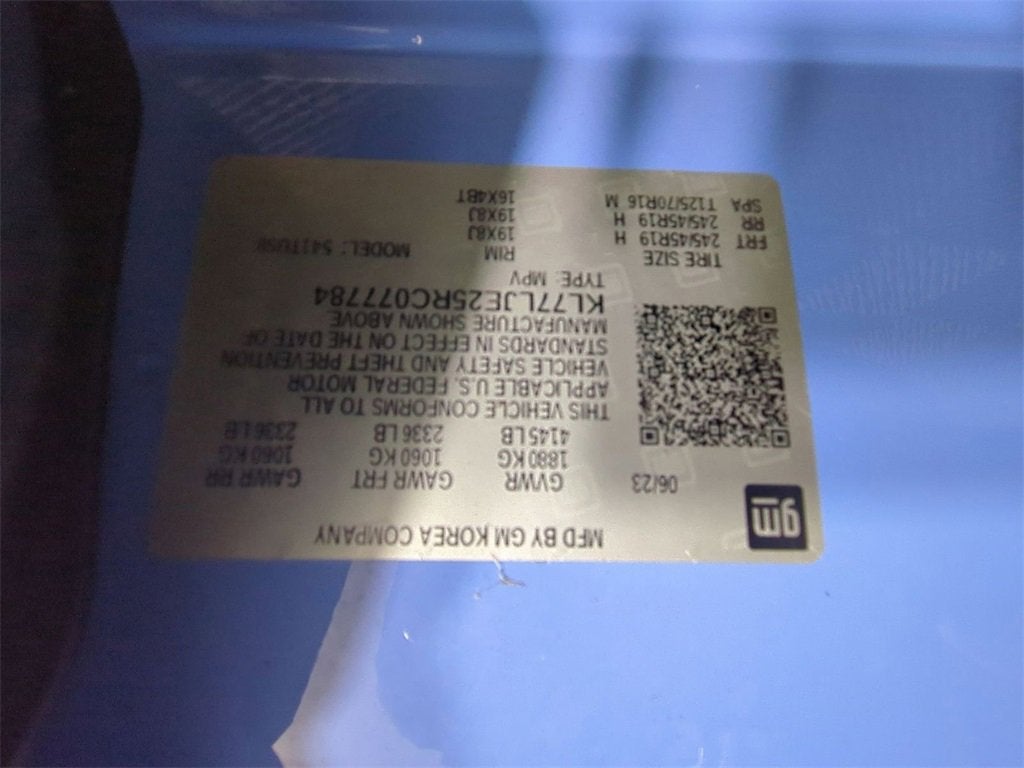 gm
MFD BY GM KOREA COMPANY
06/23 GVWR GAWR FRT GAWR RR
1880 KG 1060 KG 1060 KG
4145 LB 2336 LB 2336 LB
THIS VEHICLE CONFORMS TO ALL
APPLICABLE U.S. FEDERAL MOTOR
VEHICLE SAFETY AND THEFT PREVENTION
STANDARDS IN EFFECT ON THE DATE OF
MANUFACTURE SHOWN ABOVE.
KL77LJE25RC077784
TYPE: MPV
TIRE SIZE RIM MODEL:
FRT 245/45R19 H 19X8J
RR 245/45R19 H 19X8J
SPA T125/70R16 M 16X4BT